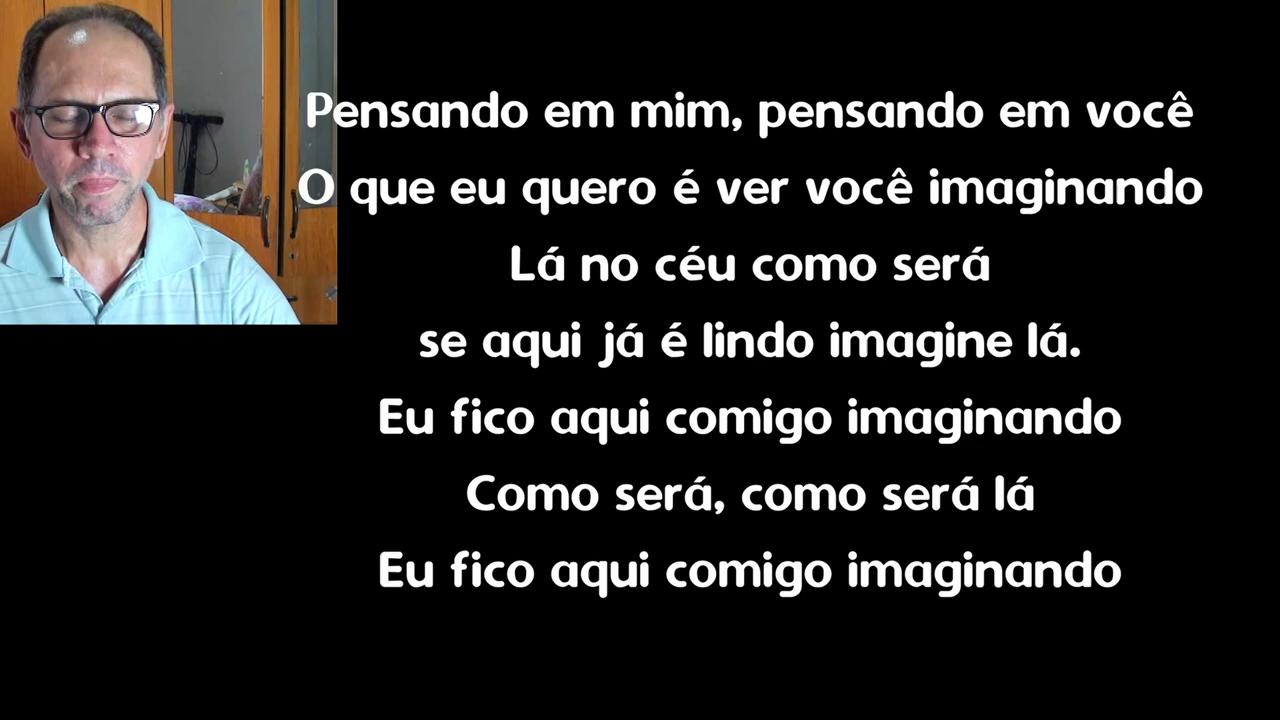 Pensando em mim, pensando em você
O que eu quero é ver você imaginando
Lá no céu como será
se aqui já é lindo imagine lá.
Eu fico aqui comigo imaginando
Como será, como será lá
Eu fico aqui comigo imaginando